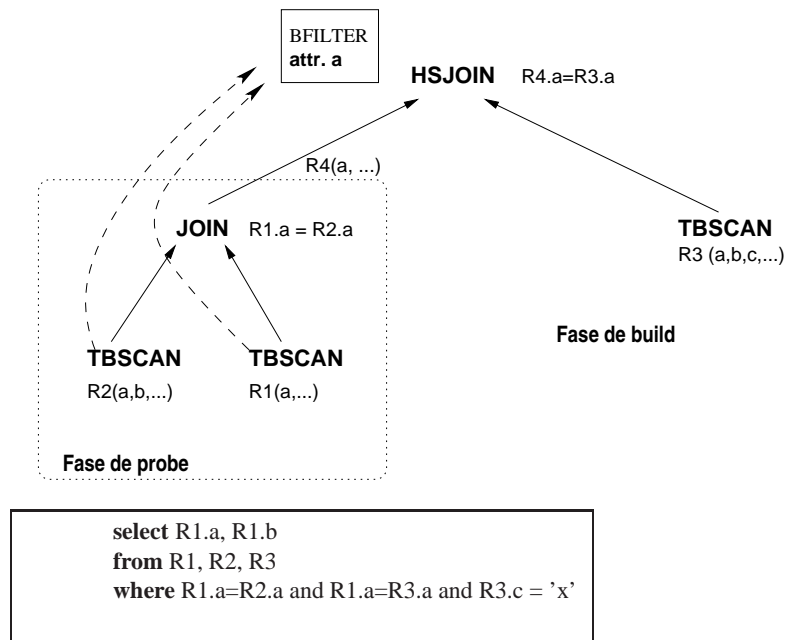 BFILTER
attr. a
HSJOIN R4.a=R3.a
R4(a, ...)
JOIN R1.a = R2.a
TBSCAN
R3 (a,b,c,...)
Fase de build
TBSCAN TBSCAN
R2(a,b,...) R1(a,...)
Fase de probe
select R1.a, R1.b
from R1, R2, R3
where R1.a=R2.a and R1.a=R3.a and R3.c = ’x’